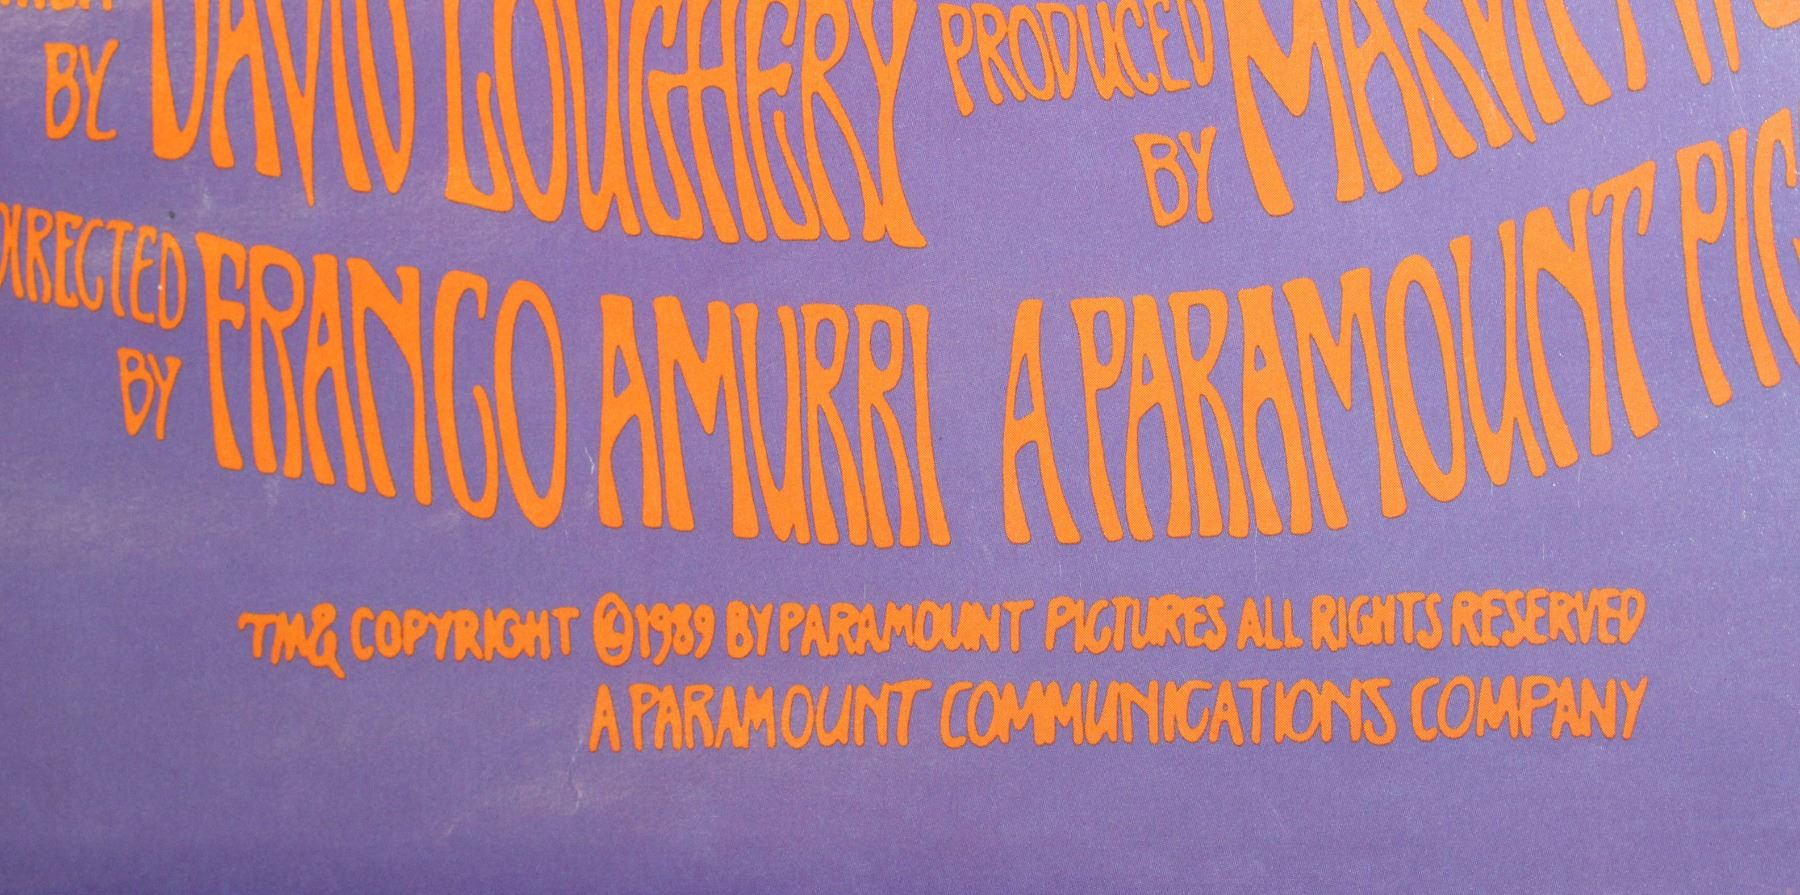 BY DAVID LOUGHERY PRODUCED BY
DIRECTED BY FRANCO AMURRI A PARAMOUNT
TM & COPYRIGHT © 1989 BY PARAMOUNT PICTURES ALL RIGHTS RESERVED
A PARAMOUNT COMMUNICATIONS COMPANY